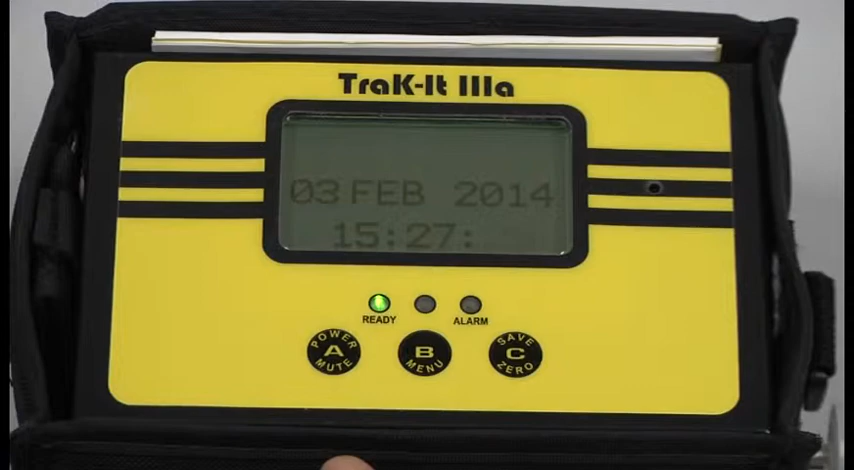 TraK-It IIIa
03 FEB 2014
15:27:
READY
ALARM
POWER A MUTE
B MENU
SAVE C ZERO